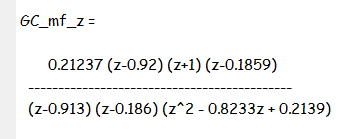 GC_mf_z =
0.21237 (z-0.92) (z+1) (z-0.1859)
----------------------------------------------
(z-0.913) (z-0.186) (z^2 - 0.8233z + 0.2139)